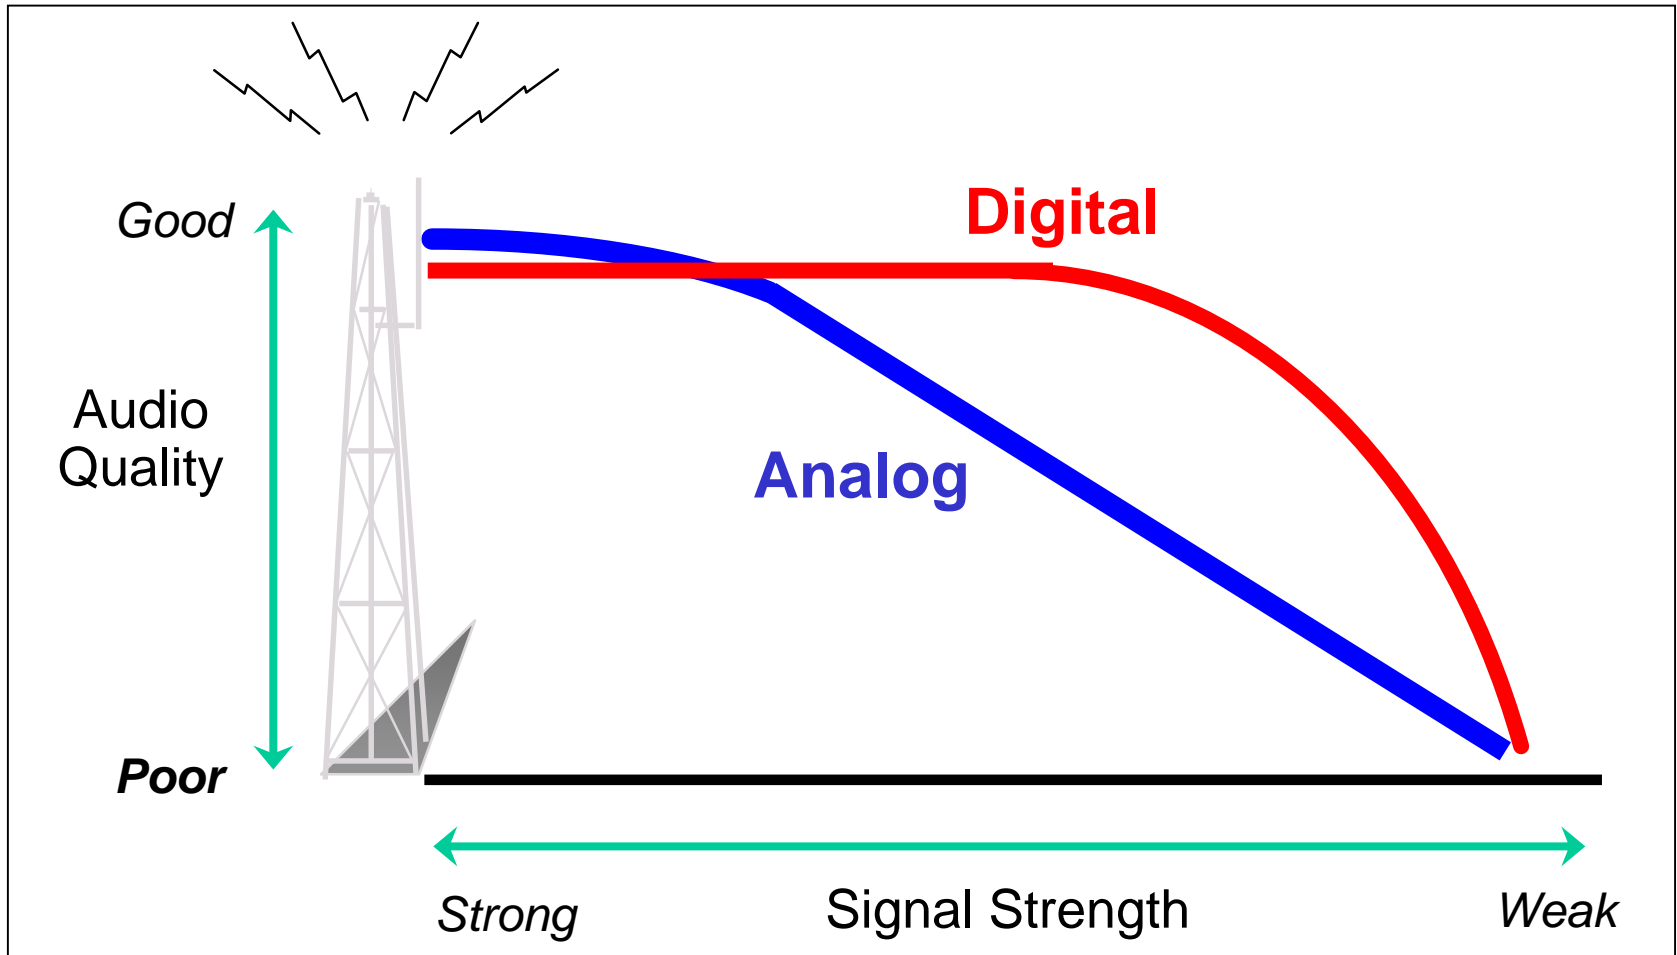 Digital
Good
Audio
Quality
Analog
Poor
Strong
Signal Strength
Weak